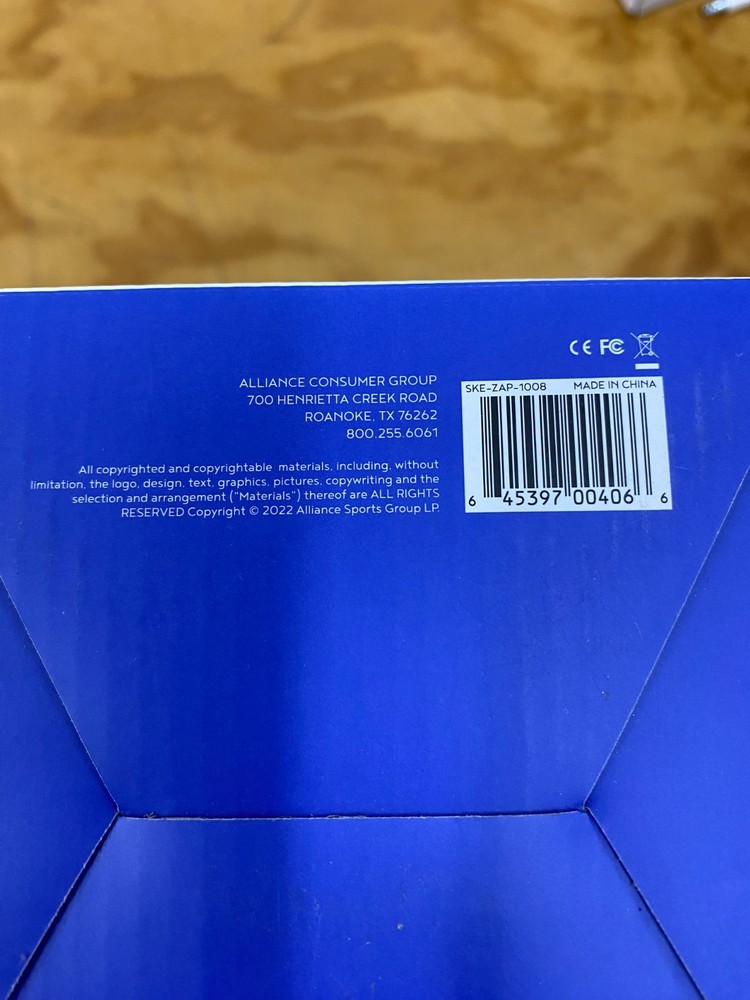 CE FC
ALLIANCE CONSUMER GROUP
700 HENRIETTA CREEK ROAD
ROANOKE, TX 76262
800.255.6061
SKE-ZAP-1008 MADE IN CHINA
6 45397 00406 6
All copyrighted and copyrightable materials, including, without
limitation, the logo, design, text, graphics, pictures, copywriting and the
selection and arrangement ("Materials") thereof are ALL RIGHTS
RESERVED Copyright © 2022 Alliance Sports Group LP.